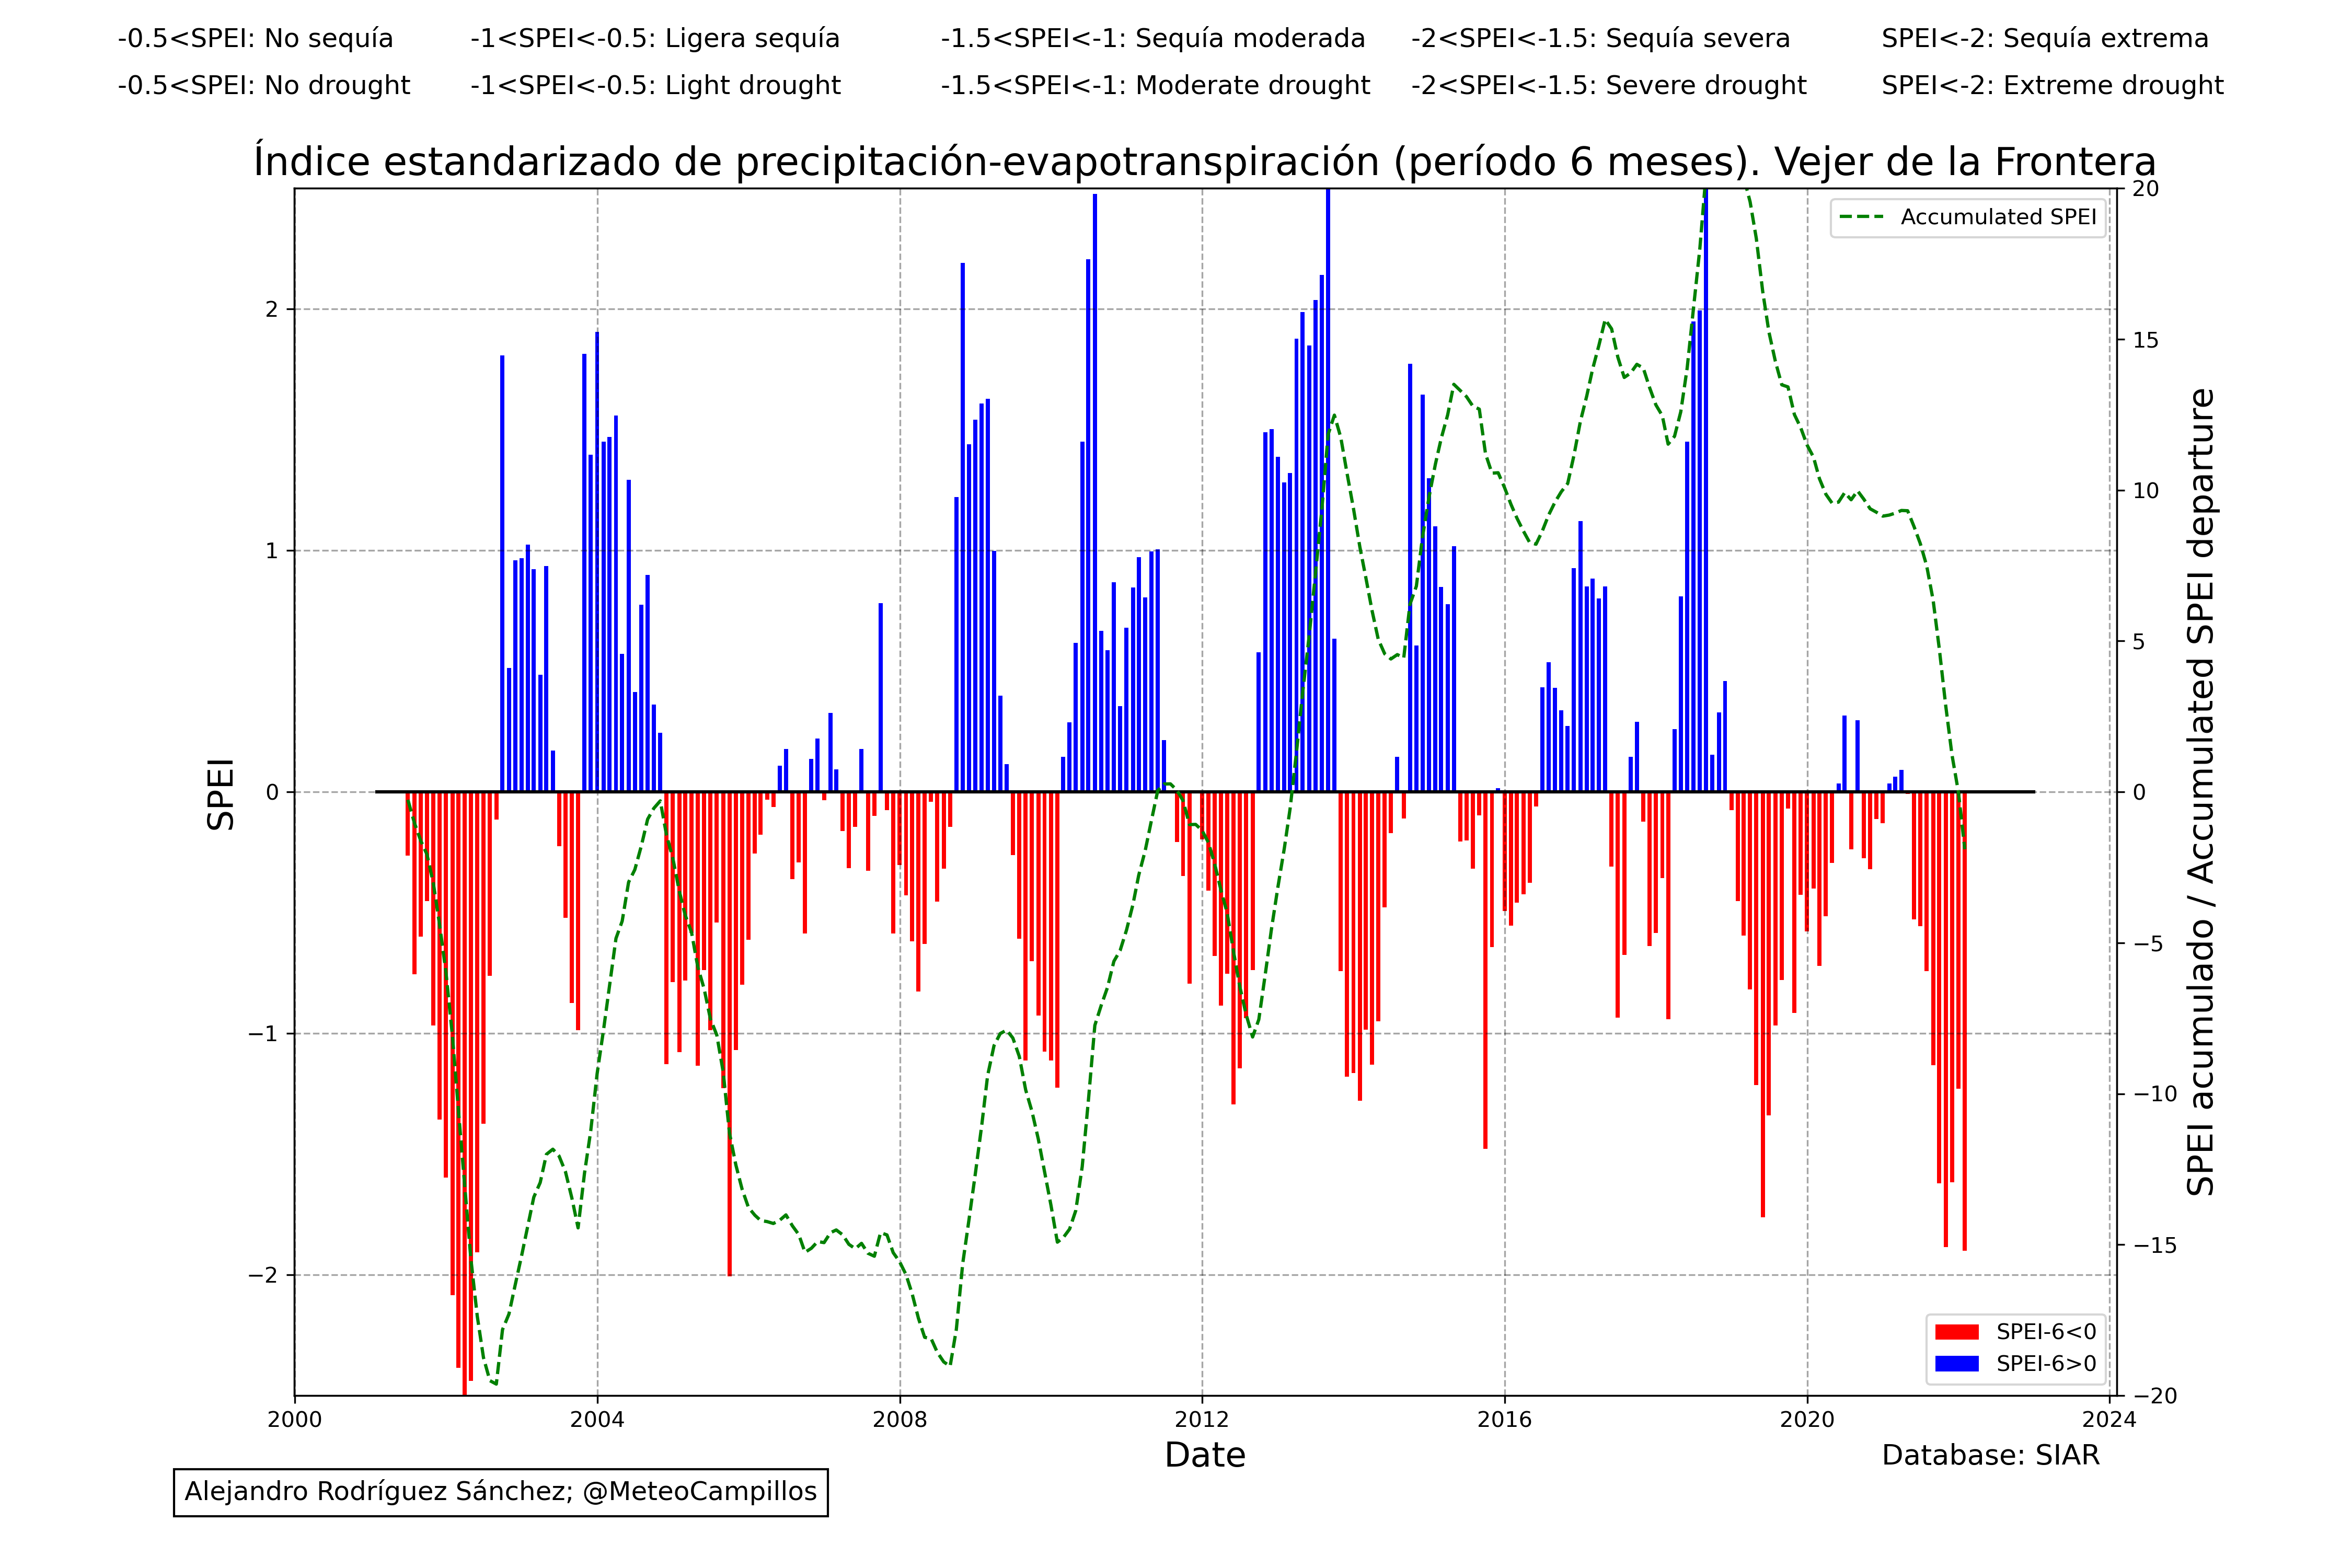 -0.5<SPEI: No sequía -1<SPEI<-0.5: Ligera sequía -1.5<SPEI<-1: Sequía moderada -2<SPEI<-1.5: Sequía severa SPEI<-2: Sequía extrema
-0.5<SPEI: No drought -1<SPEI<-0.5: Light drought -1.5<SPEI<-1: Moderate drought -2<SPEI<-1.5: Severe drought SPEI<-2: Extreme drought
Índice estandarizado de precipitación-evapotranspiración (período 6 meses). Vejer de la Frontera
Accumulated SPEI
SPEI
2
1
0
−1
−2
20
15
10
5
0
−5
−10
−15
−20
SPEI acumulado / Accumulated SPEI departure
SPEI-6<0
SPEI-6>0
2000 2004 2008 2012 2016 2020 2024
Date
Database: SIAR
Alejandro Rodríguez Sánchez; @MeteoCampillos